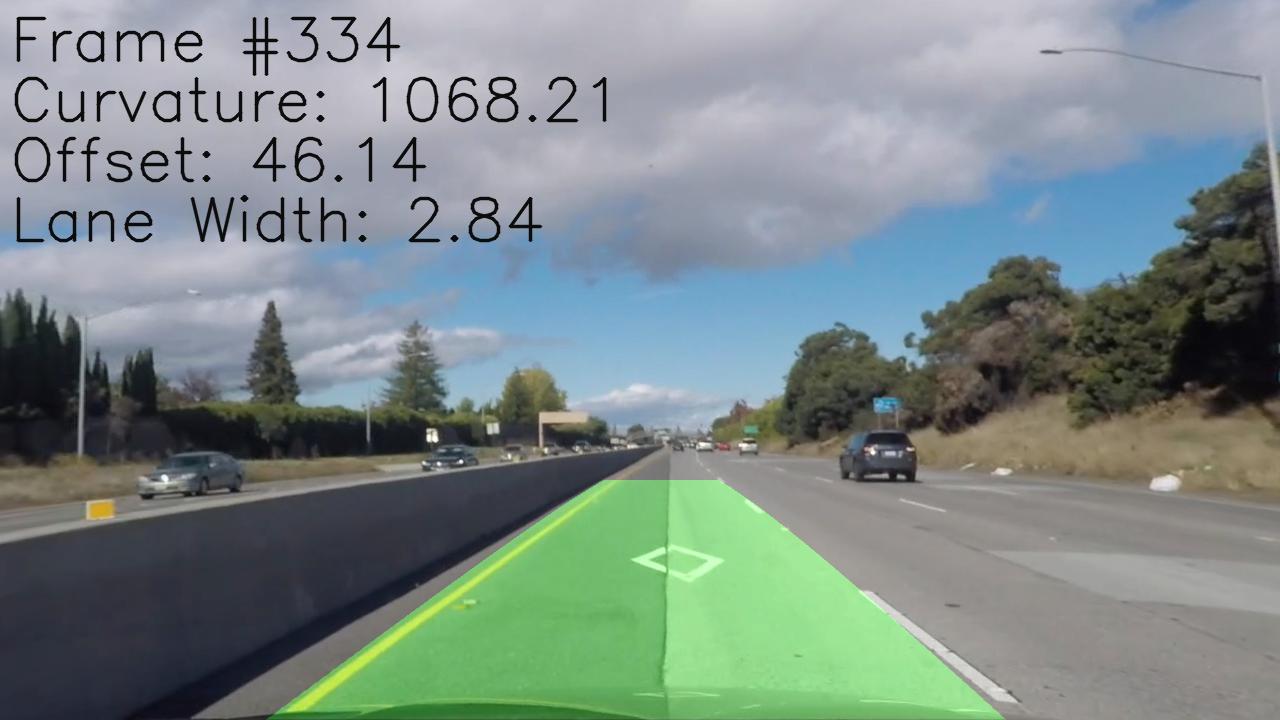 Frame #334
Curvature: 1068.21
Offset: 46.14
Lane Width: 2.84